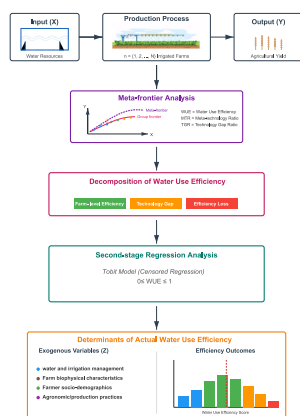 Input (X)
Water Resources
Production Process
n = (1, 2, ..., N) Irrigated Farms
Output (Y)
Agricultural Yield
Meta-frontier Analysis
Y
Meta-frontier
Group frontier
X
WUE = Water Use Efficiency
MTR = Meta-technology Ratio
TGR = Technology Gap Ratio
Decomposition of Water Use Efficiency
Farm-level Efficiency
Technology Gap
Efficiency Loss
Second-stage Regression Analysis
Tobit Model (Censored Regression)
0≤ WUE ≤ 1
Determinants of Actual Water Use Efficiency
Exogenous Variables (Z)
water and irrigation management
Farm biophysical characteristics
Farmer socio-demographics
Agronomic/production practices
Efficiency Outcomes
Water Use Efficiency Score